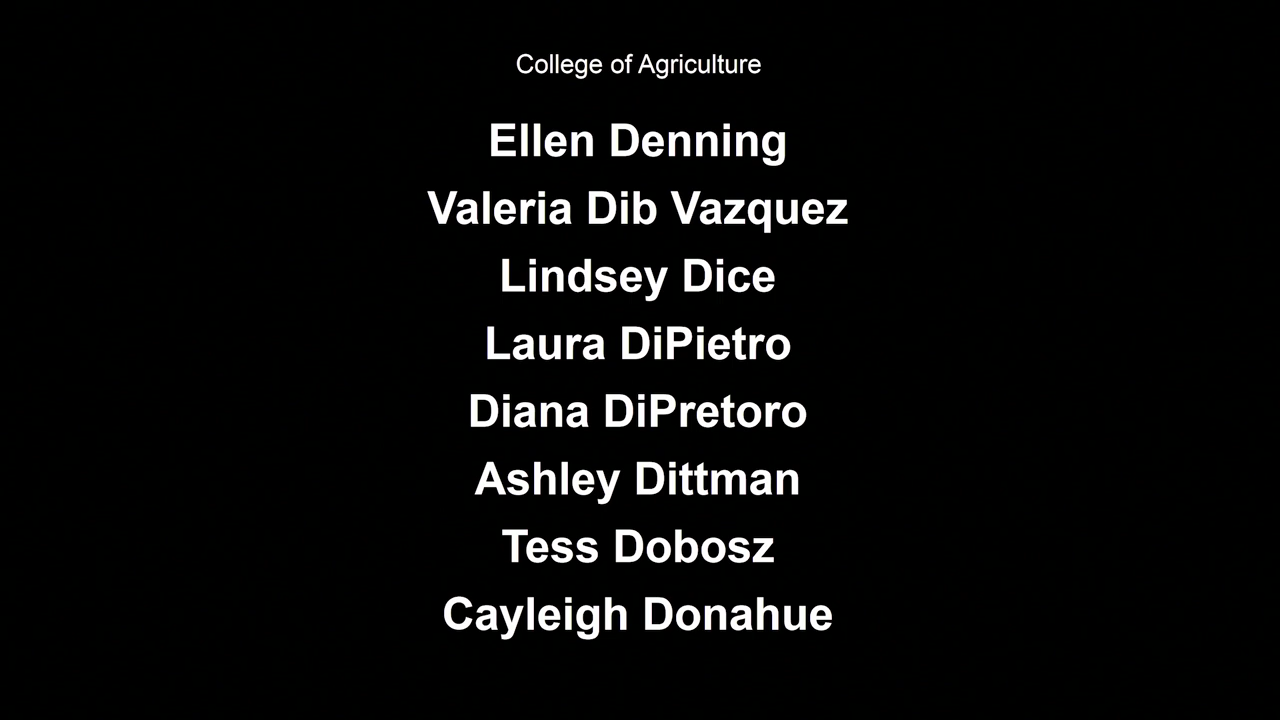 College of Agriculture
Ellen Denning
Valeria Dib Vazquez
Lindsey Dice
Laura DiPietro
Diana DiPretoro
Ashley Dittman
Tess Dobosz
Cayleigh Donahue